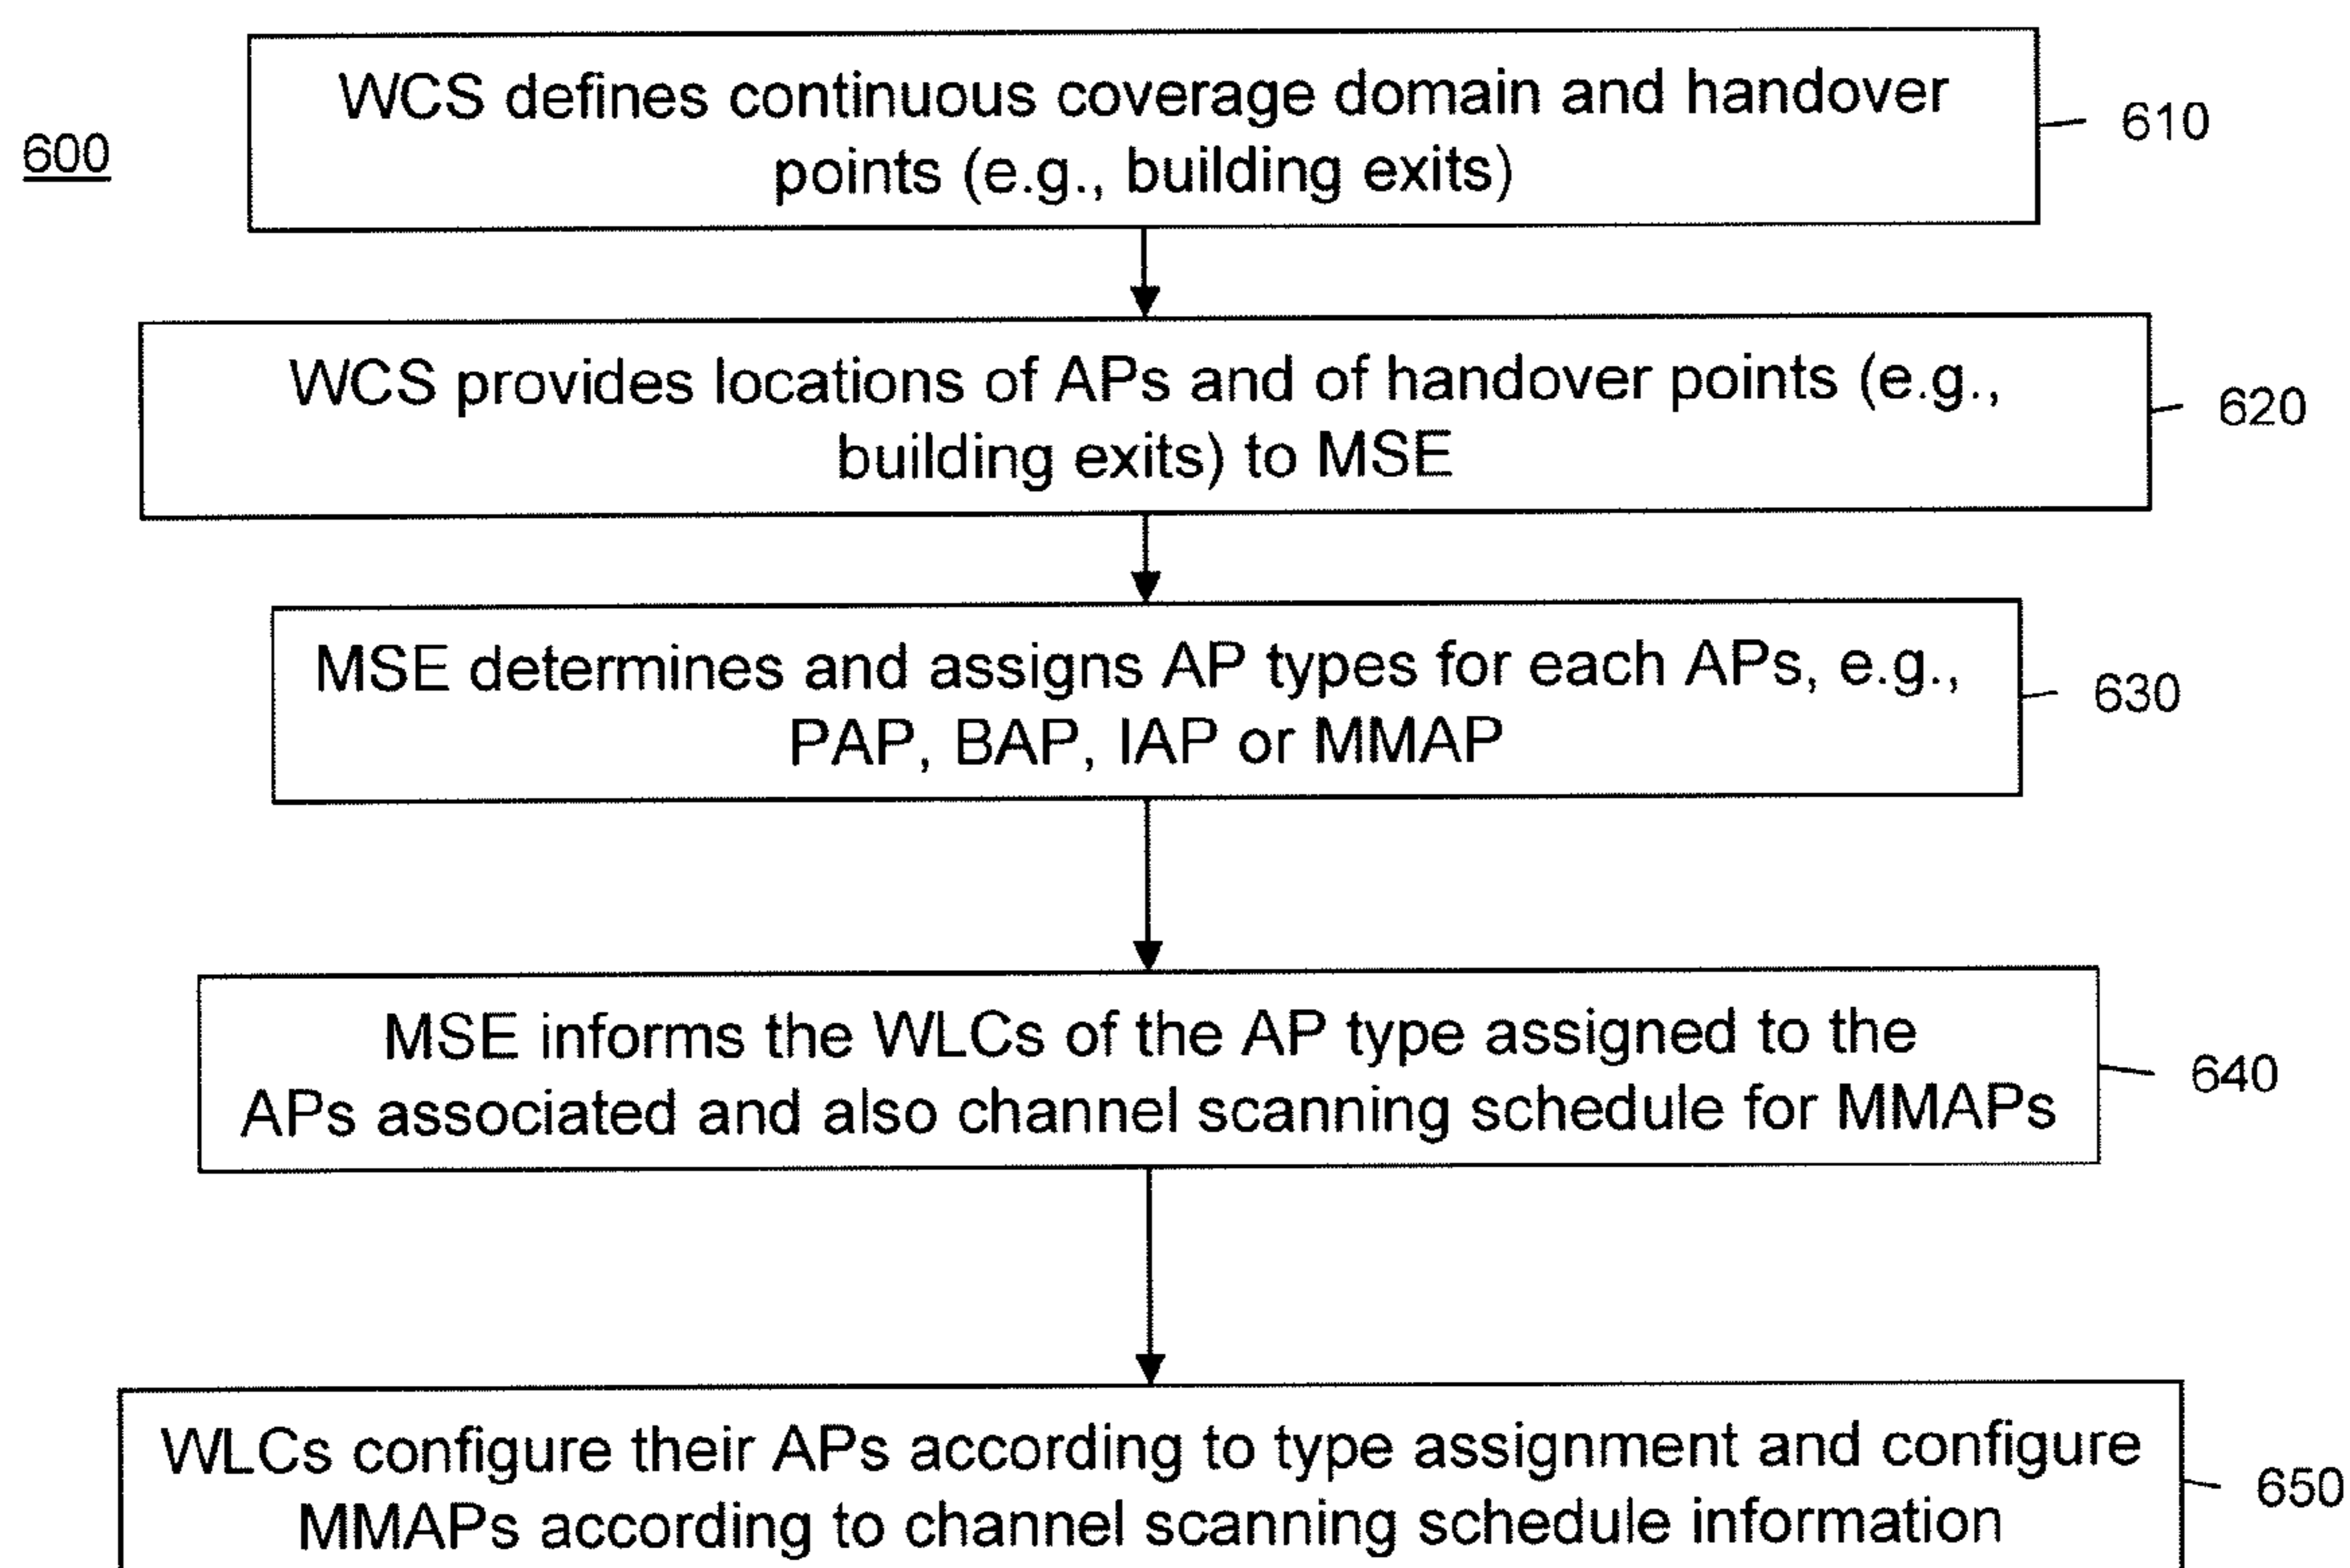 600
WCS defines continuous coverage domain and handover
points (e.g., building exits)
610
WCS provides locations of APs and of handover points (e.g.,
building exits) to MSE
620
MSE determines and assigns AP types for each APs, e.g.,
PAP, BAP, IAP or MMAP
630
MSE informs the WLCs of the AP type assigned to the
APs associated and also channel scanning schedule for MMAPs
640
WLCs configure their APs according to type assignment and configure
MMAPs according to channel scanning schedule information
650